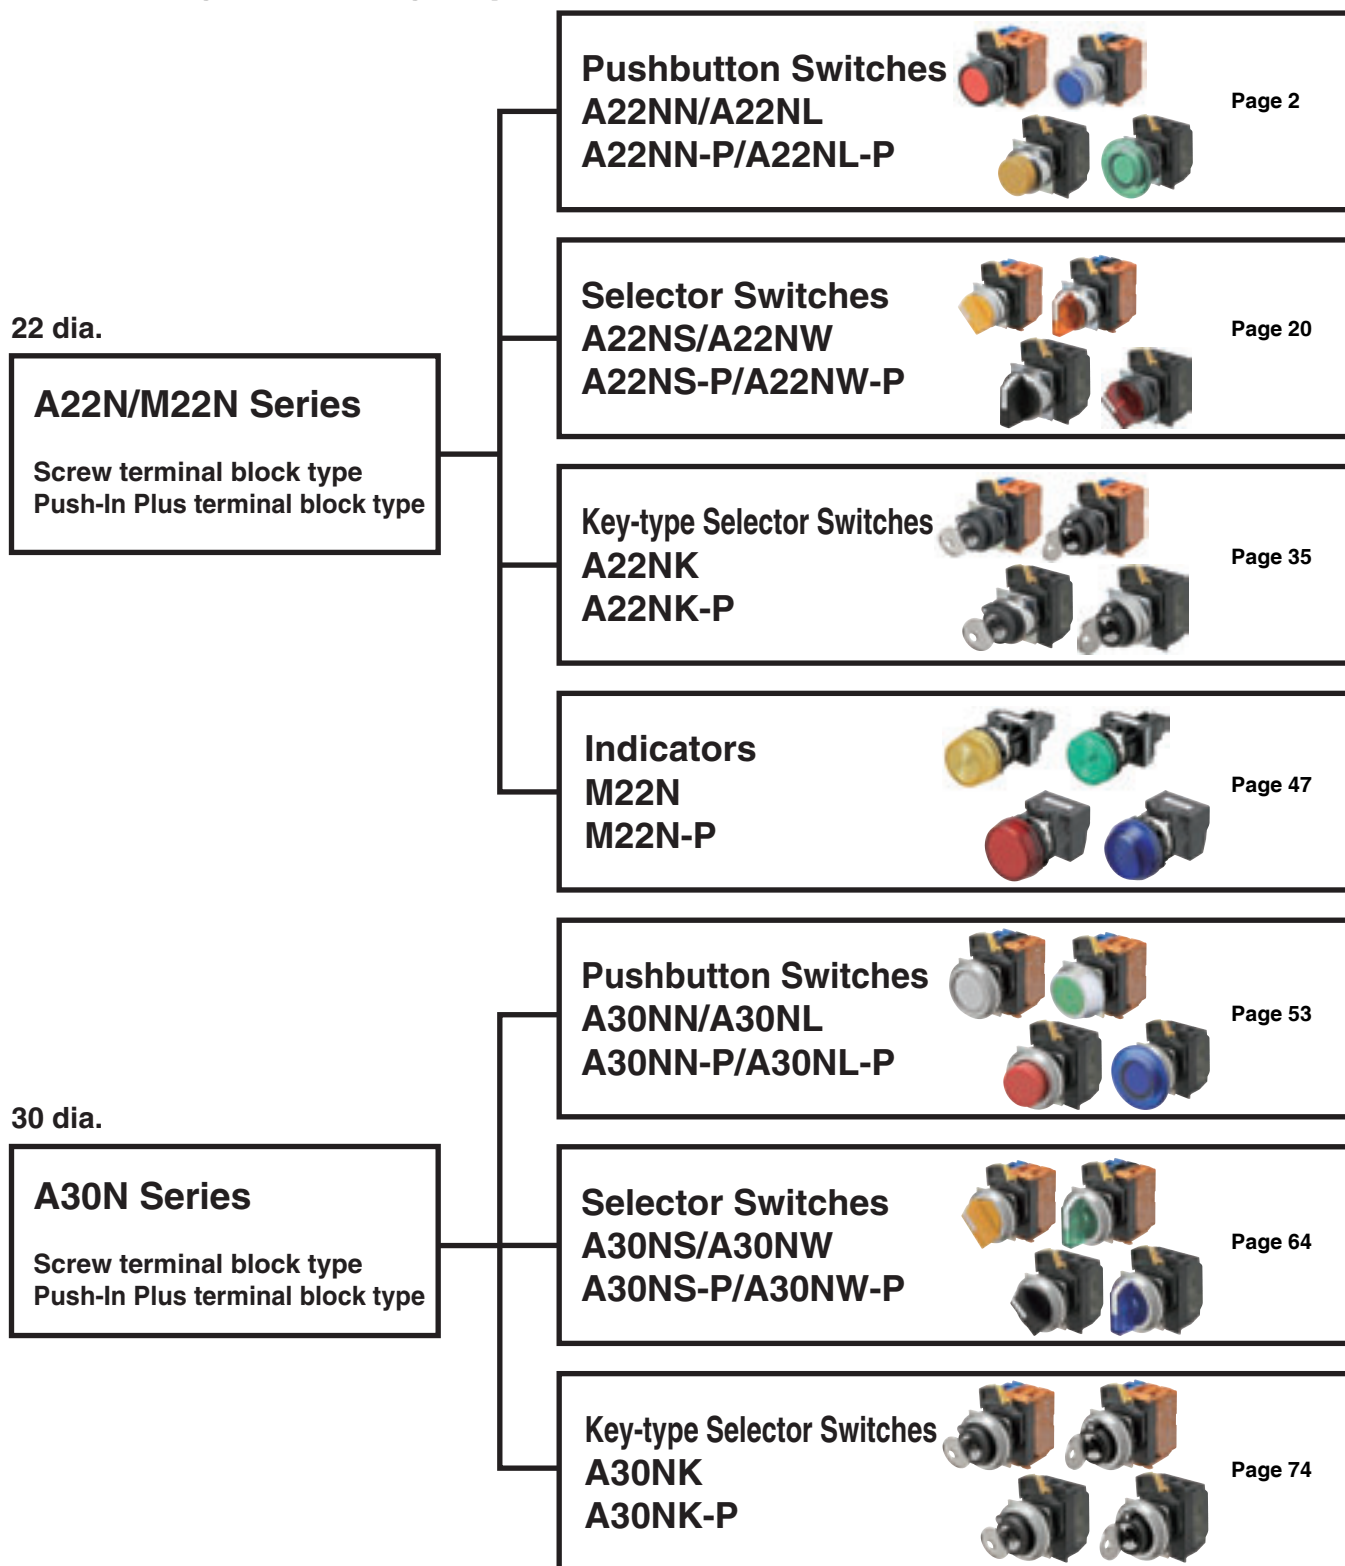 Pushbutton Switches
A22NN/A22NL
A22NN-P/A22NL-P
Page 2
22 dia.
A22N/M22N Series
Screw terminal block type
Push-In Plus terminal block type
Selector Switches
A22NS/A22NW
A22NS-P/A22NW-P
Page 20
Key-type Selector Switches
A22NK
A22NK-P
Page 35
Indicators
M22N
M22N-P
Page 47
30 dia.
A30N Series
Screw terminal block type
Push-In Plus terminal block type
Pushbutton Switches
A30NN/A30NL
A30NN-P/A30NL-P
Page 53
Selector Switches
A30NS/A30NW
A30NS-P/A30NW-P
Page 64
Key-type Selector Switches
A30NK
A30NK-P
Page 74